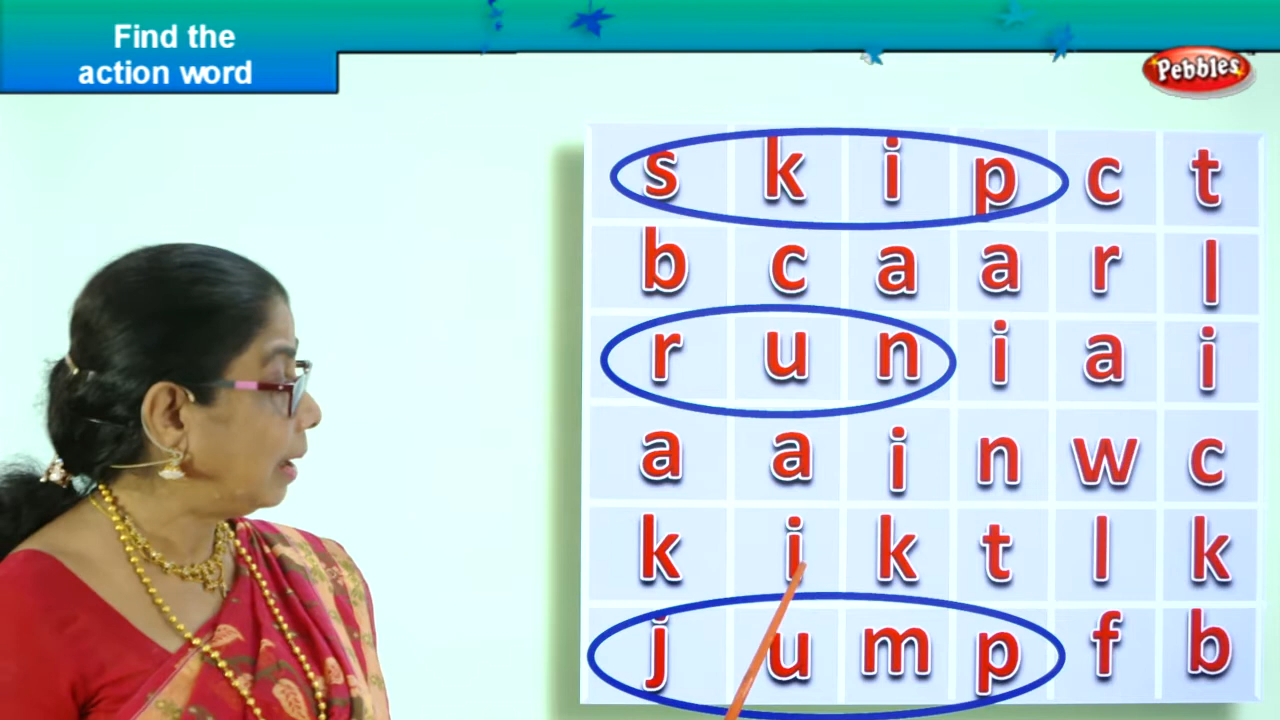 Find the
action word
Pebbles
s k i p c t
b c a a r l
r u n i a i
a a i n w c
k i k t l k
j u m p f b